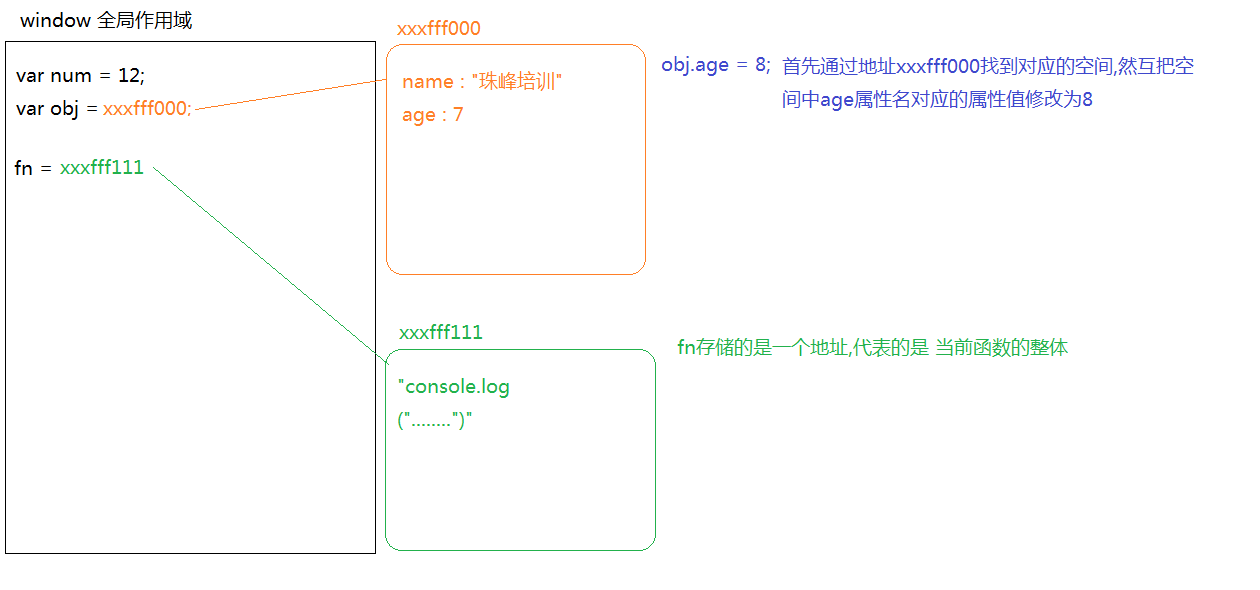 window 全局作用域
var num = 12;
var obj = xxxfff000;
fn = xxxfff111
xxxfff000
name : "珠峰培训"
age : 7
obj.age = 8; 首先通过地址xxxfff000找到对应的空间,然互把空
间中age属性名对应的属性值修改为8
xxxfff111
"console.log
("........")"
fn存储的是一个地址,代表的是 当前函数的整体